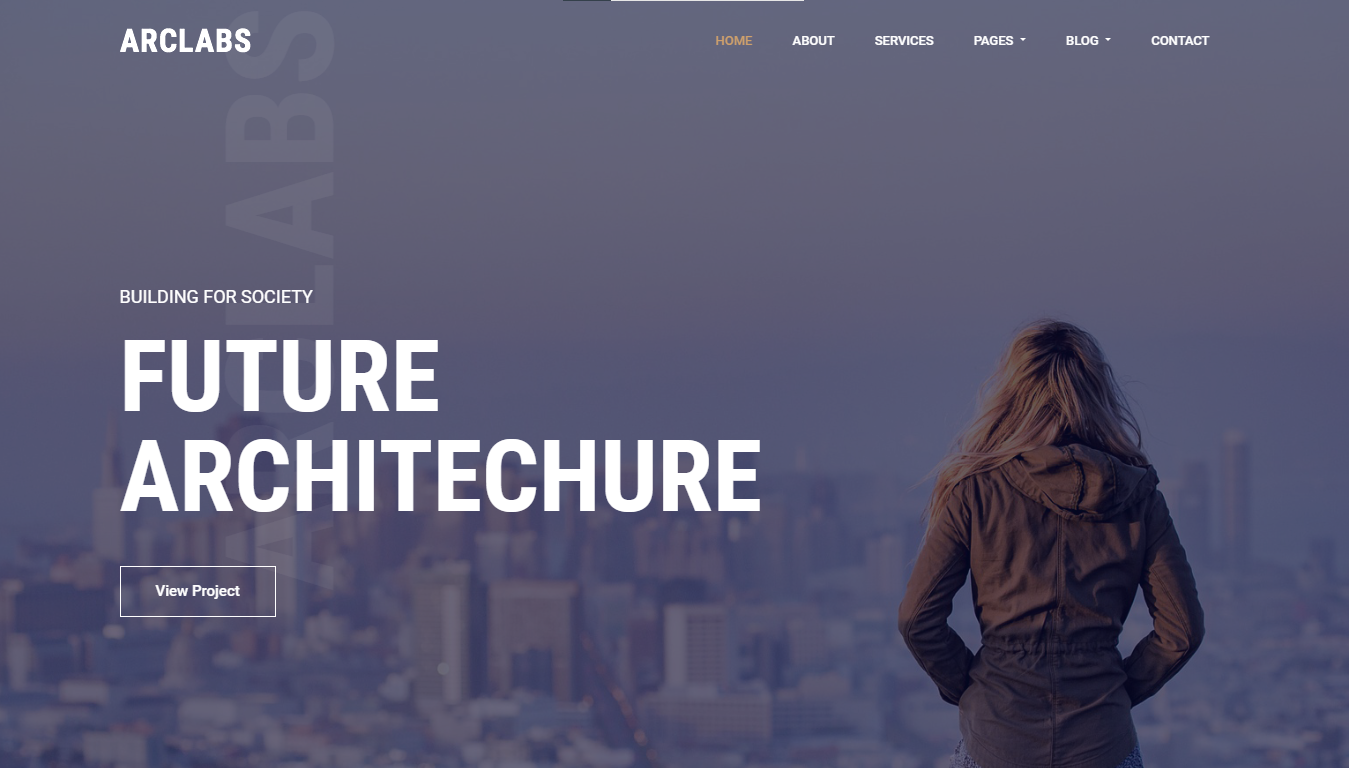 ARCLABS
HOME
ABOUT
SERVICES
PAGES
BLOG
CONTACT
ARCLABS
BUILDING FOR SOCIETY
FUTURE
ARCHITECHURE
View Project